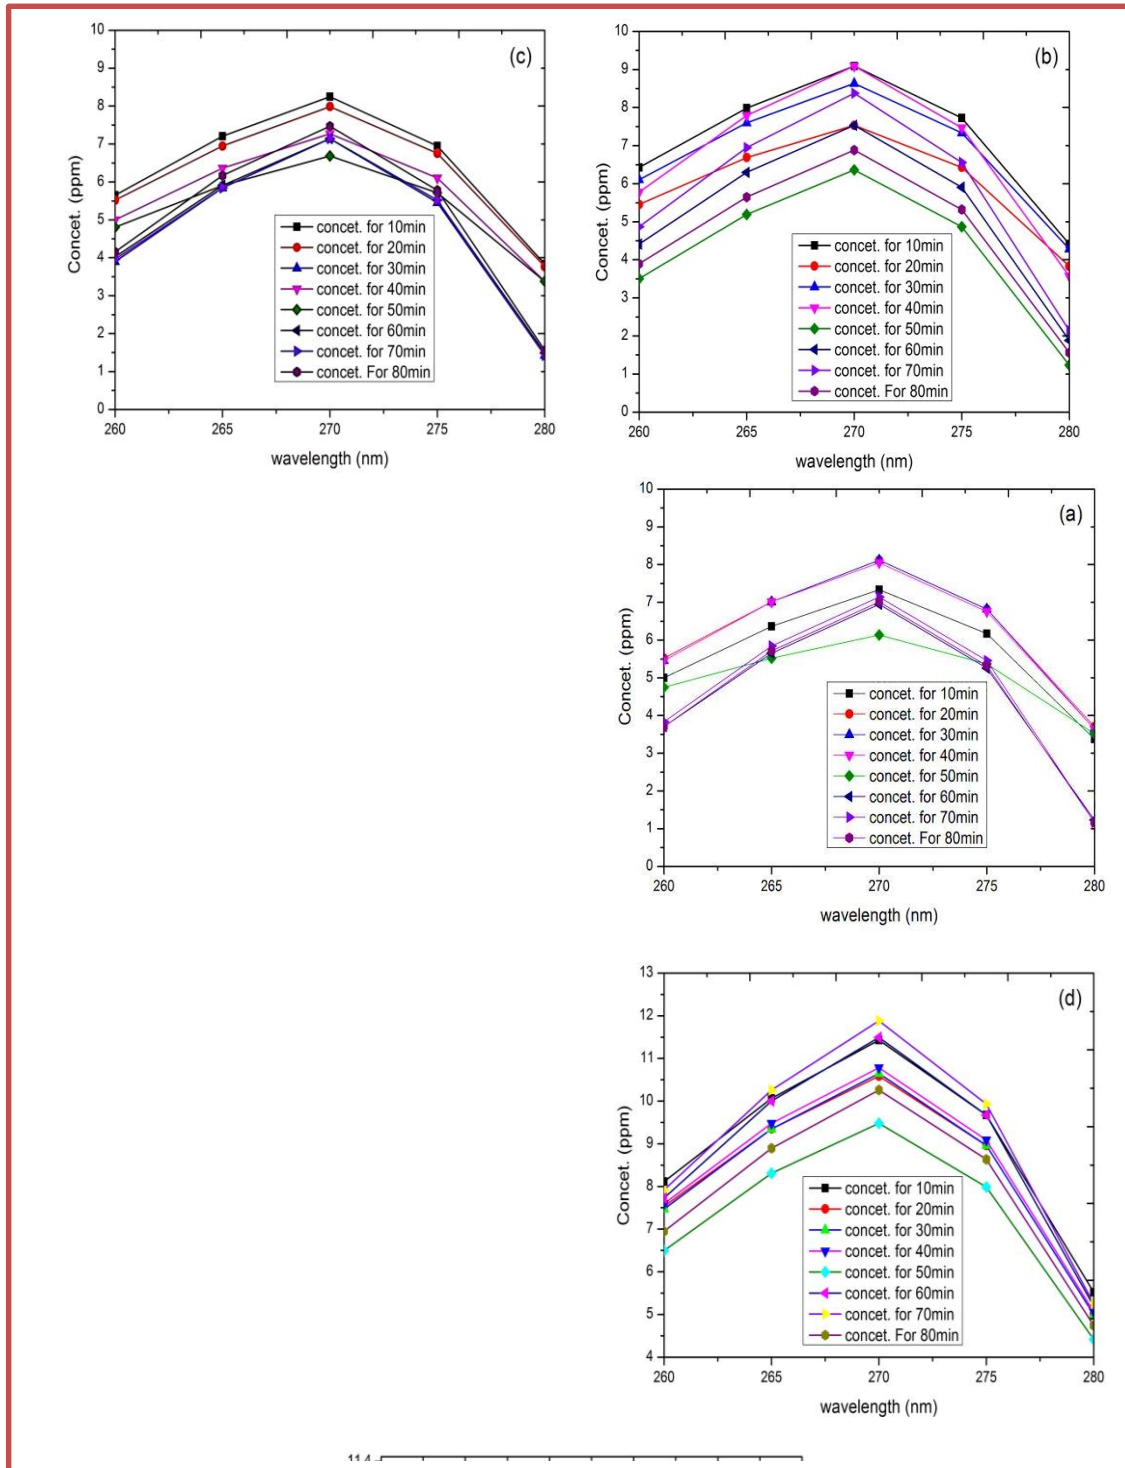 (c)
10
9
8
7
6
5
4
3
2
1
0
Concet. (ppm)
concet. for 10min
concet. for 20min
concet. for 30min
concet. for 40min
concet. for 50min
concet. for 60min
concet. for 70min
concet. For 80min
260 265 270 275 280
wavelength (nm)
(b)
10
9
8
7
6
5
4
3
2
1
0
Concet. (ppm)
concet. for 10min
concet. for 20min
concet. for 30min
concet. for 40min
concet. for 50min
concet. for 60min
concet. for 70min
concet. For 80min
260 265 270 275 280
wavelength (nm)
(a)
10
9
8
7
6
5
4
3
2
1
0
Concet. (ppm)
concet. for 10min
concet. for 20min
concet. for 30min
concet. for 40min
concet. for 50min
concet. for 60min
concet. for 70min
concet. For 80min
260 265 270 275 280
wavelength (nm)
(d)
13
12
11
10
9
8
7
6
5
4
Concet. (ppm)
concet. for 10min
concet. for 20min
concet. for 30min
concet. for 40min
concet. for 50min
concet. for 60min
concet. for 70min
concet. For 80min
260 265 270 275 280
wavelength (nm)